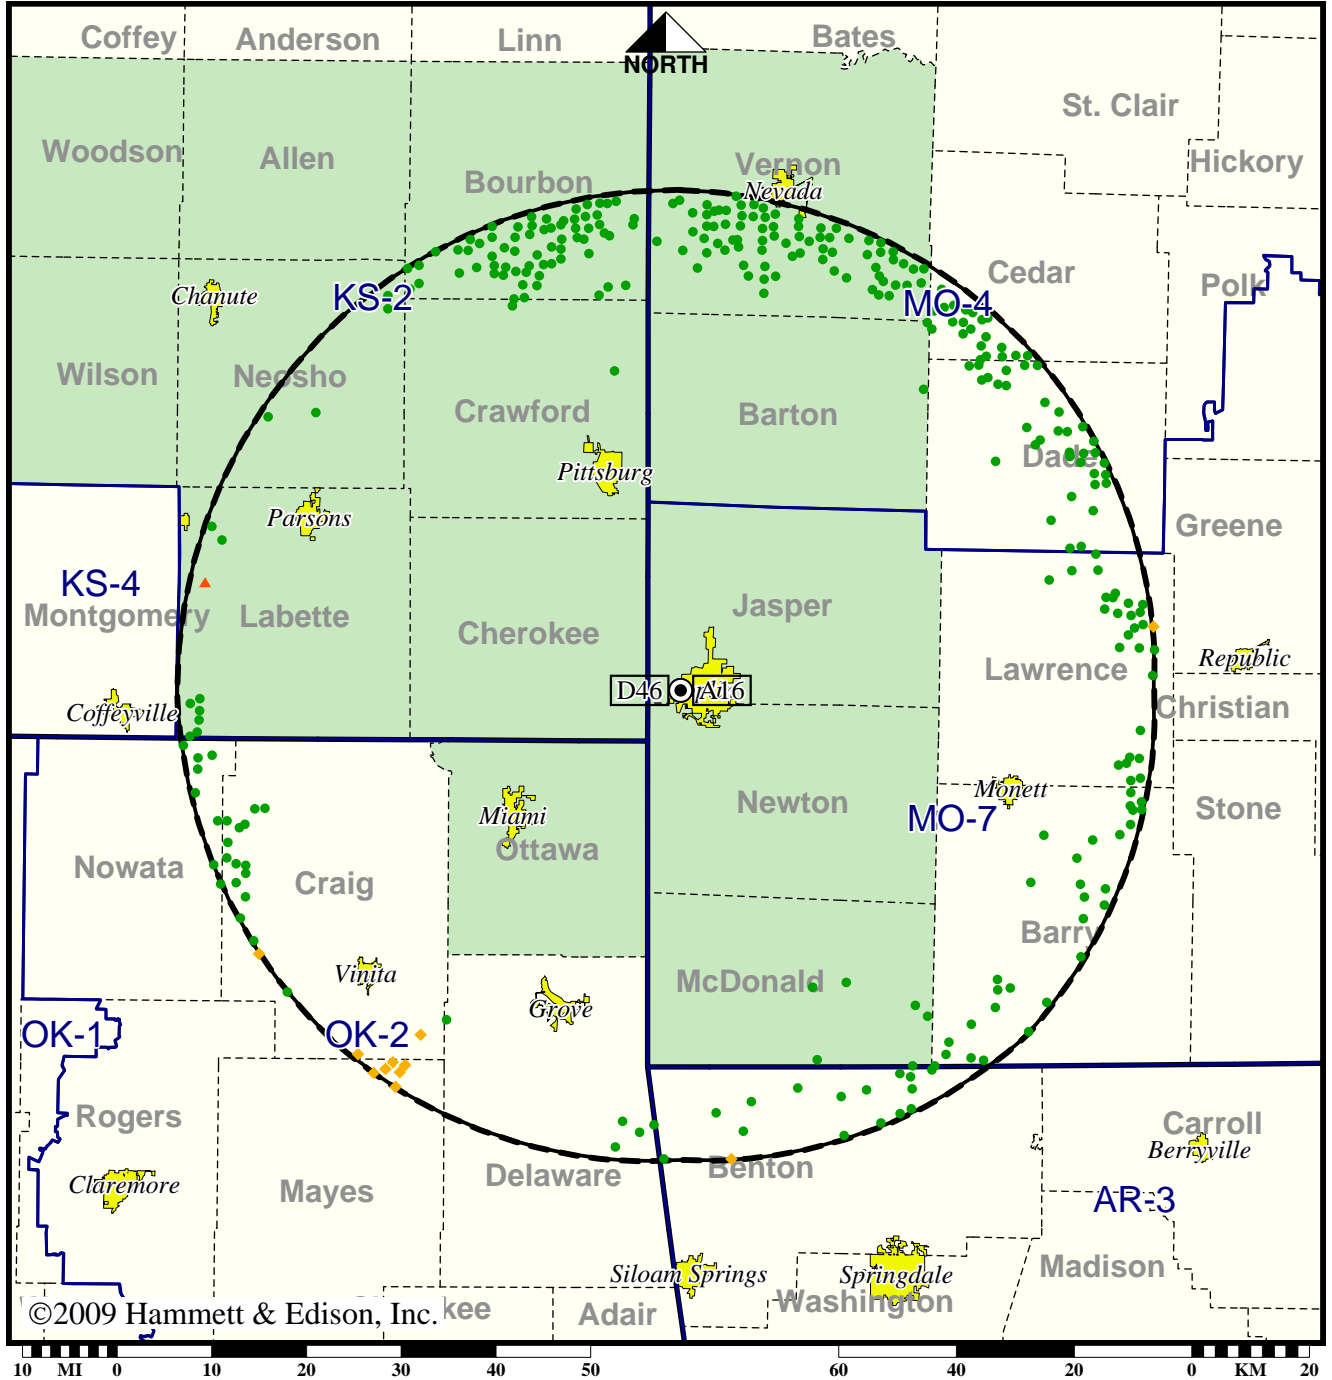 Coffey
Anderson
Linn
Bates
NORTH
St. Clair
Woodson
Allen
Bourbon
Vernon
Nevada
Hickory
Chanute
KS-2
MO-4
Cedar
Polk
Wilson
Neosho
Crawford
Barton
Pittsburg
Dade
Parsons
Greene
KS-4
Montgomery
Labette
Cherokee
Jasper
Lawrence
Republic
D46
A16
Coffeyville
Christian
Miami
Newton
Monett
MO-7
Stone
Ottawa
Nowata
Craig
Barry
Vinita
McDonald
Grove
OK-1
OK-2
Rogers
Carroll
Berryville
Claremore
Mayes
Delaware
Benton
AR-3
Siloam Springs
Springdale
Madison
Washington
©2009 Hammett & Edison, Inc.
kee
Adair
10 MI 0 10 20 30 40 50 60 40 20 0 KM 20